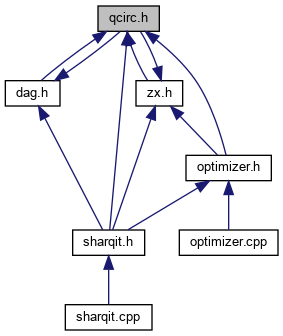 qcirc.h
dag.h
zx.h
optimizer.h
sharqit.h
optimizer.cpp
sharqit.cpp